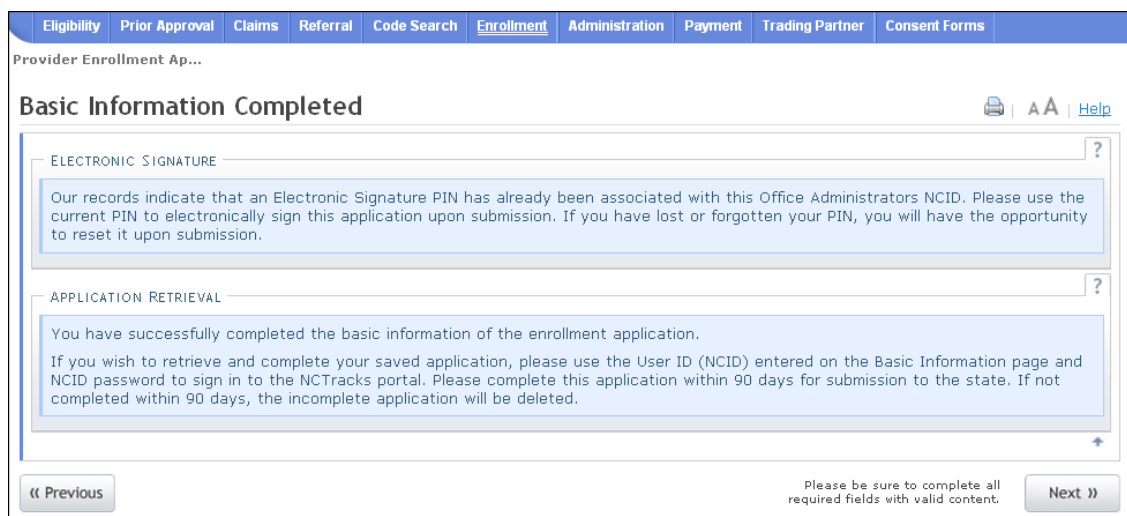 Eligibility Prior Approval Claims Referral Code Search Enrollment Administration Payment Trading Partner Consent Forms
Provider Enrollment Ap...
Basic Information Completed
A A | Help
ELECTRONIC SIGNATURE
?
Our records indicate that an Electronic Signature PIN has already been associated with this Office Administrators NCID. Please use the
current PIN to electronically sign this application upon submission. If you have lost or forgotten your PIN, you will have the opportunity
to reset it upon submission.
APPLICATION RETRIEVAL
?
You have successfully completed the basic information of the enrollment application.
If you wish to retrieve and complete your saved application, please use the User ID (NCID) entered on the Basic Information page and
NCID password to sign in to the NCTracks portal. Please complete this application within 90 days for submission to the state. If not
completed within 90 days, the incomplete application will be deleted.
« Previous
Please be sure to complete all
required fields with valid content.
Next »